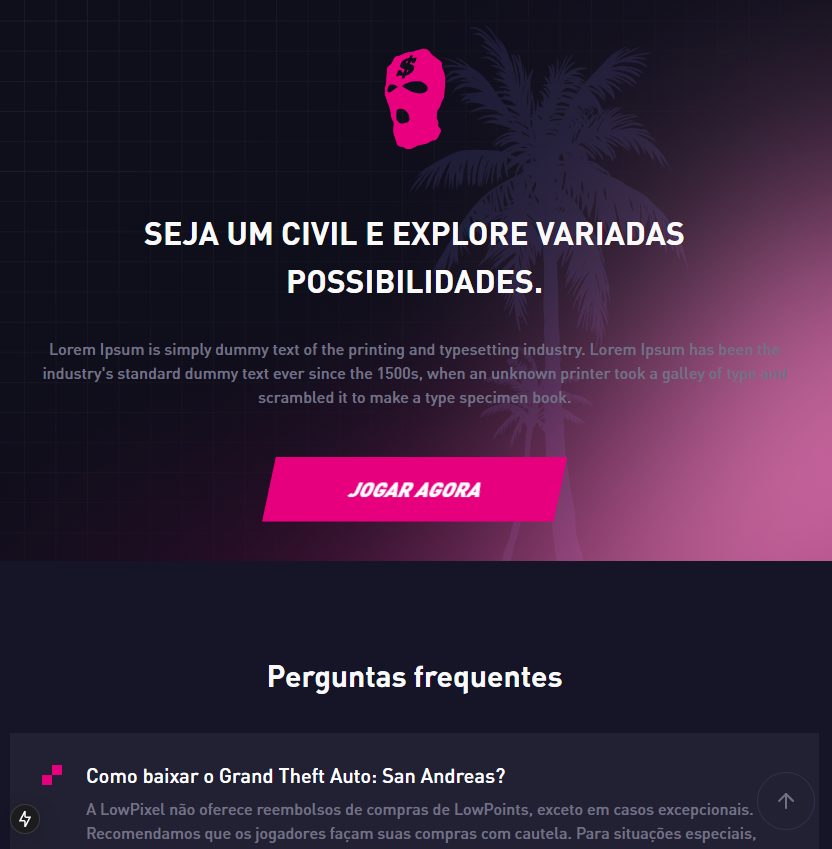 $
SEJA UM CIVIL E EXPLORE VARIADAS
POSSIBILIDADES.
Lorem Ipsum is simply dummy text of the printing and typesetting industry. Lorem Ipsum has been the
industry's standard dummy text ever since the 1500s, when an unknown printer took a galley of type and
scrambled it to make a type specimen book.
JOGAR AGORA
Perguntas frequentes
Como baixar o Grand Theft Auto: San Andreas?
A LowPixel não oferece reembolsos de compras de LowPoints, exceto em casos excepcionais.
Recomendamos que os jogadores façam suas compras com cautela. Para situações especiais,